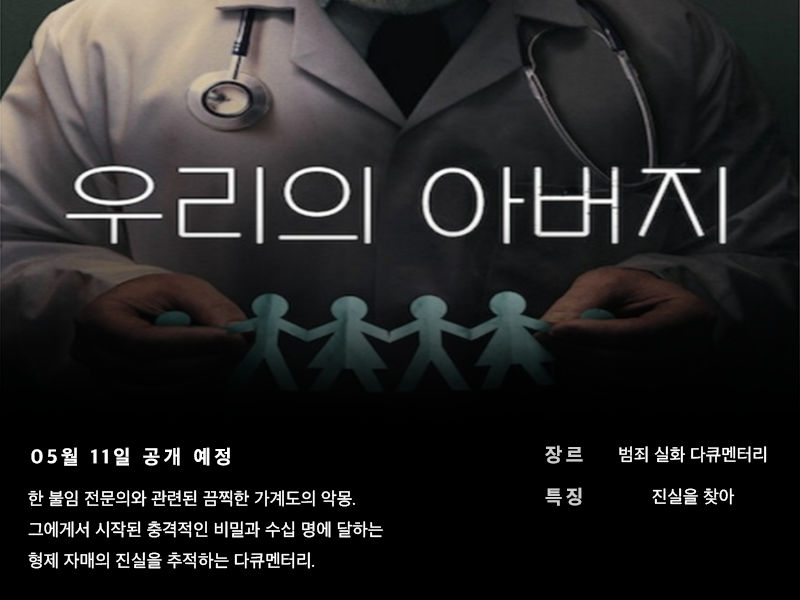 우리의 아버지
05월 11일 공개 예정
한 불임 전문의와 관련된 끔찍한 가계도의 악몽.
그에게서 시작된 충격적인 비밀과 수십 명에 달하는
형제 자매의 진실을 추적하는 다큐멘터리.
장르 범죄 실화 다큐멘터리
특징 진실을 찾아